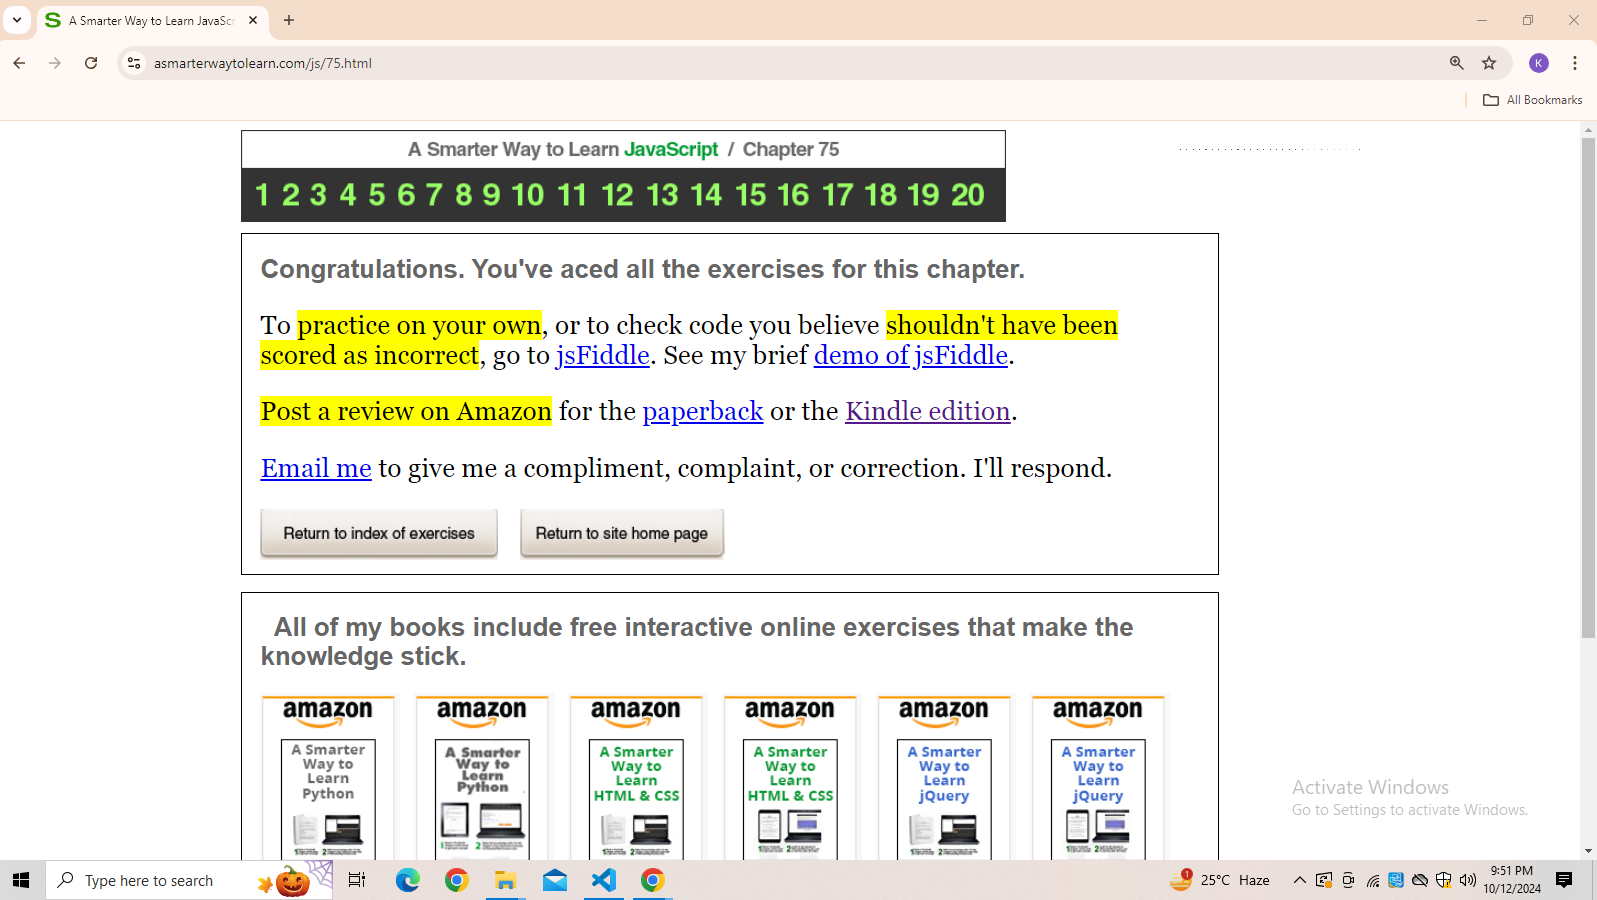 A Smarter Way to Learn JavaScr
asmarterwaytolearn.com/js/75.html
K
All Bookmarks
A Smarter Way to Learn JavaScript / Chapter 75
1 2 3 4 5 6 7 8 9 10 11 12 13 14 15 16 17 18 19 20
Congratulations. You've aced all the exercises for this chapter.
To practice on your own, or to check code you believe shouldn't have been
scored as incorrect, go to jsFiddle. See my brief demo of jsFiddle.
Post a review on Amazon for the paperback or the Kindle edition.
Email me to give me a compliment, complaint, or correction. I'll respond.
Return to index of exercises
Return to site home page
All of my books include free interactive online exercises that make the
knowledge stick.
amazon
A Smarter
Way to
Learn
Python
amazon
A Smarter
Way to
Learn
Python
amazon
A Smarter
Way to
Learn
HTML & CSS
amazon
A Smarter
Way to
Learn
HTML & CSS
amazon
A Smarter
Way to
Learn
jQuery
amazon
A Smarter
Way to
Learn
jQuery
Activate Windows
Go to Settings to activate Windows.
Type here to search
1
25°C Haze
9:51 PM
10/12/2024